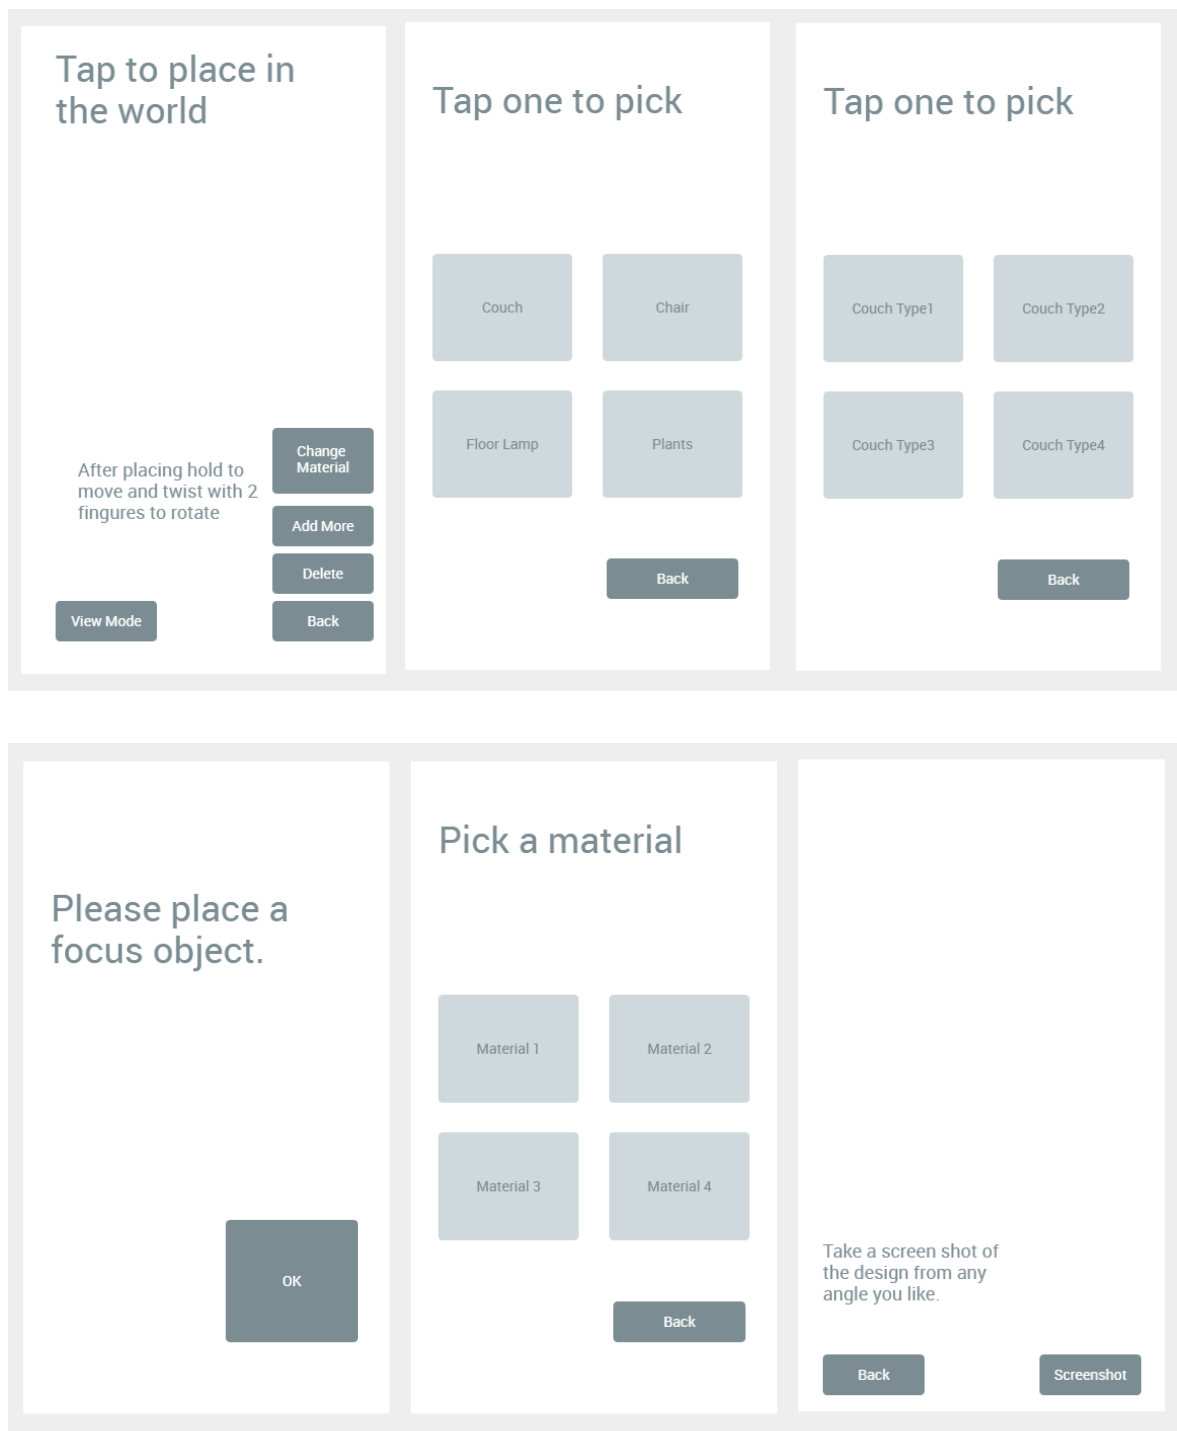 Tap to place in
the world
After placing hold to
move and twist with 2
fingures to rotate
Change
Material
Add More
Delete
View Mode
Back
Tap one to pick
Couch
Chair
Floor Lamp
Plants
Back
Tap one to pick
Couch Type1
Couch Type2
Couch Type3
Couch Type4
Back
Please place a
focus object.
OK
Pick a material
Material 1
Material 2
Material 3
Material 4
Back
Take a screen shot of
the design from any
angle you like.
Back
Screenshot